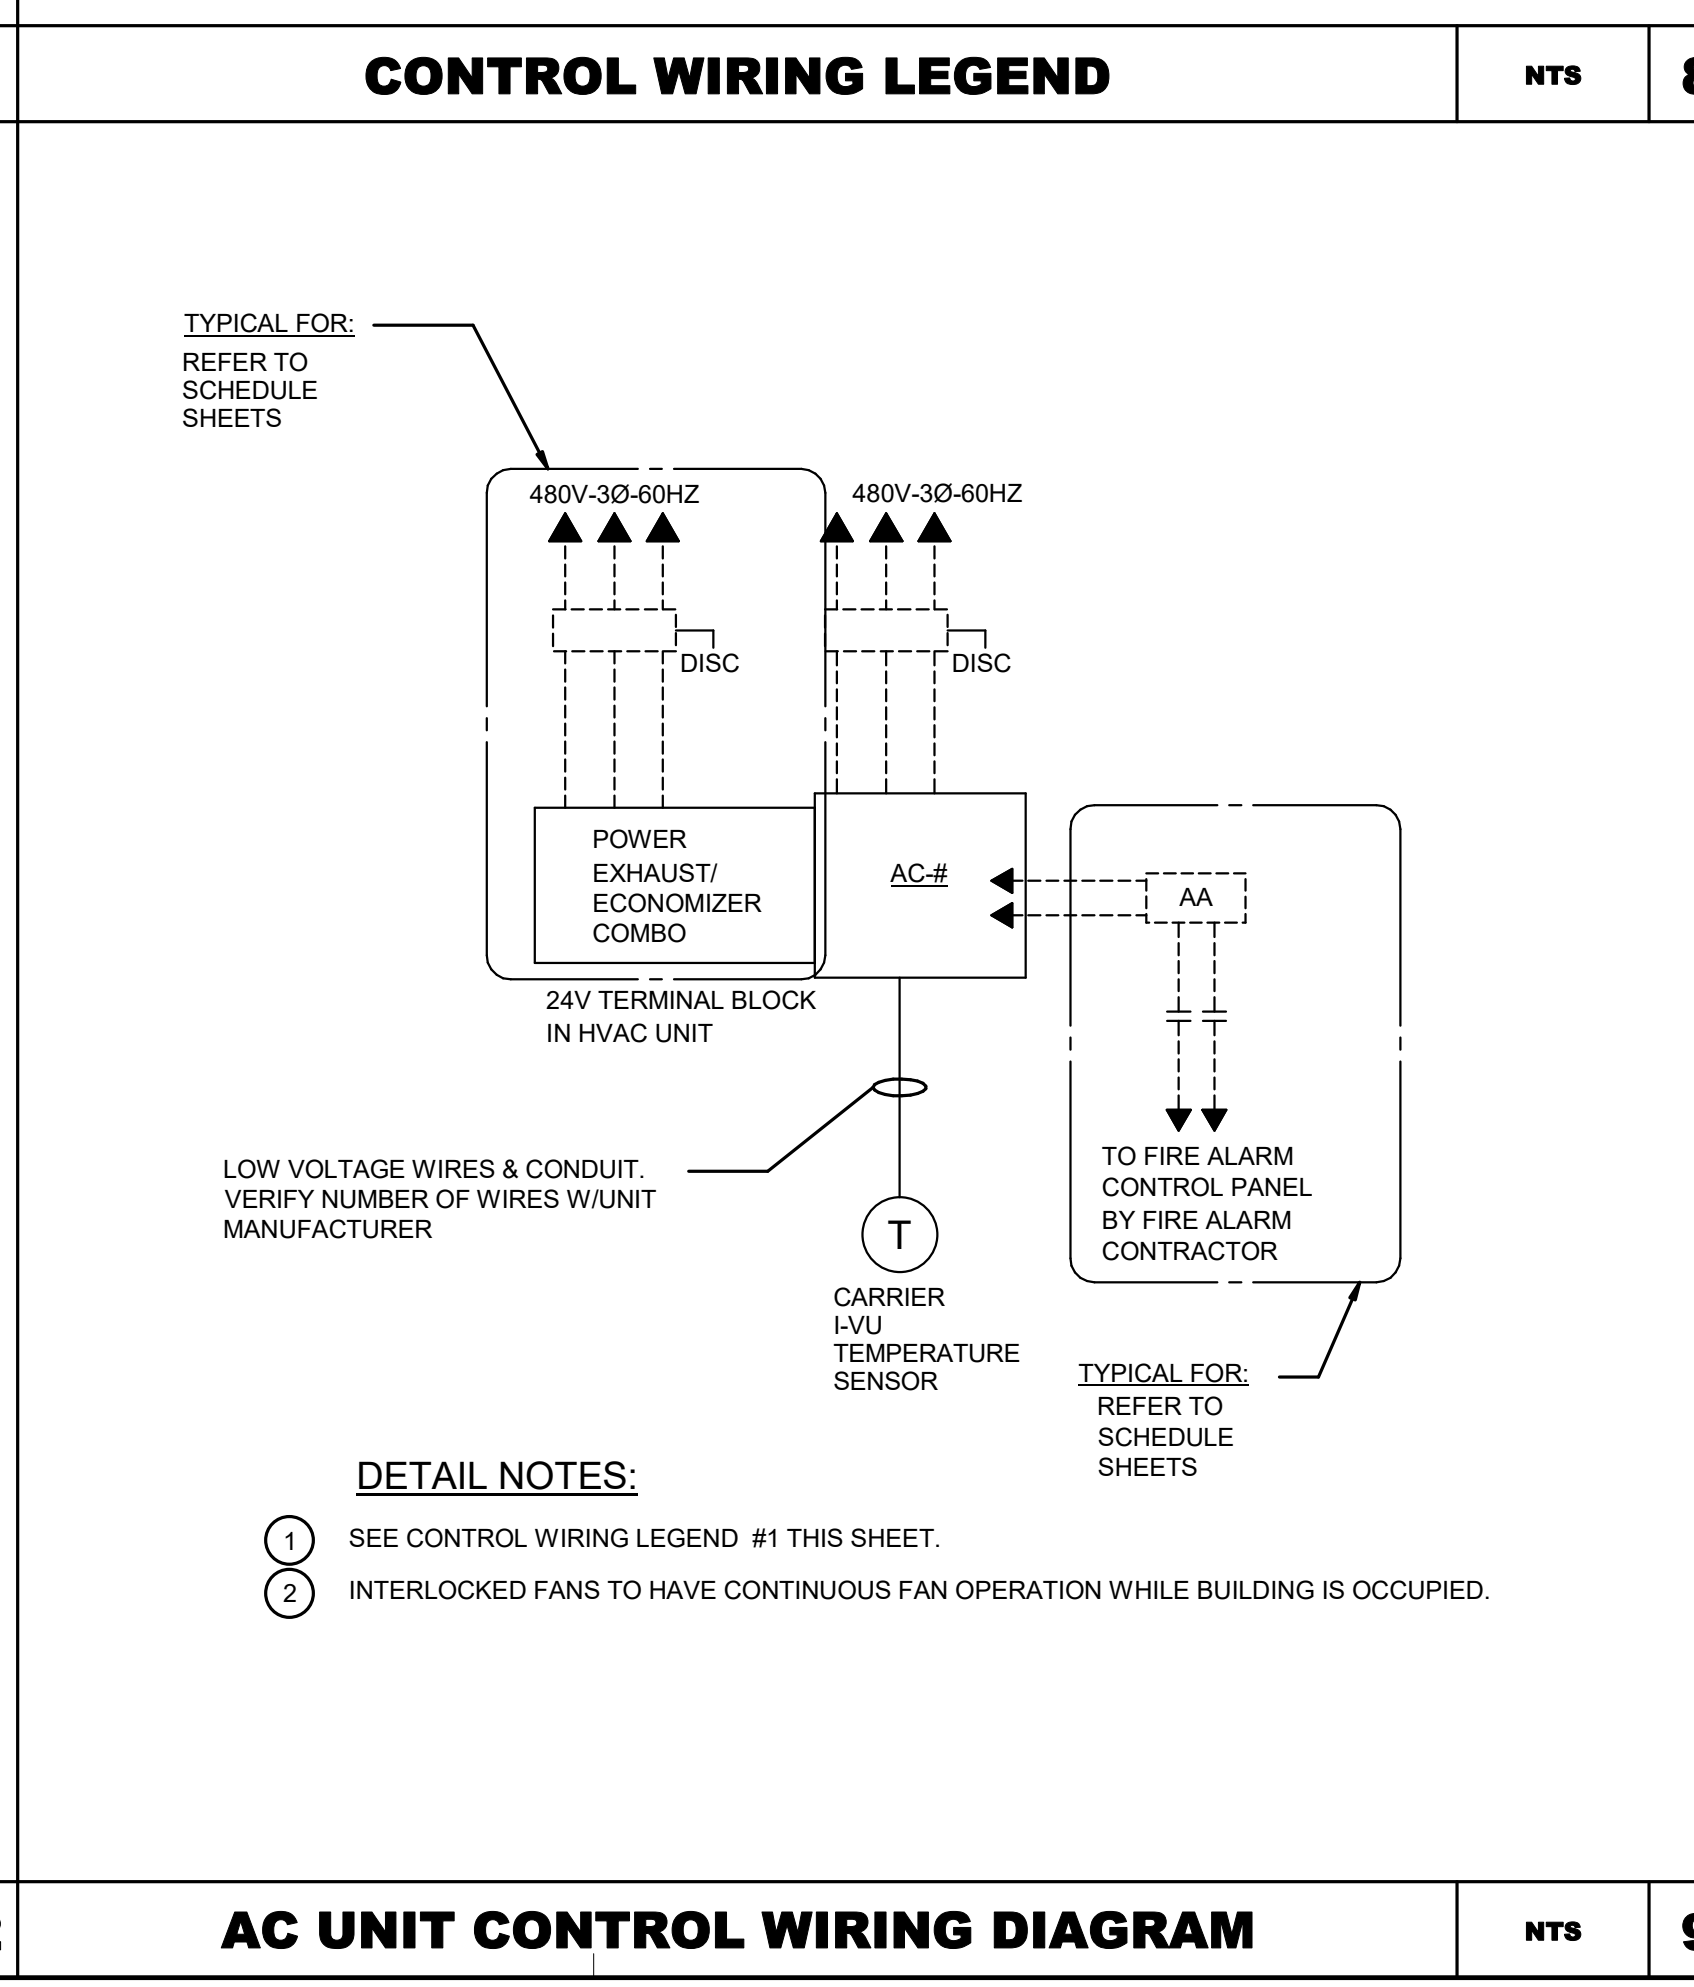 CONTROL WIRING LEGEND
NTS
8
TYPICAL FOR:
REFER TO
SCHEDULE
SHEETS
480V-3Ø-60HZ
480V-3Ø-60HZ
DISC
DISC
POWER
EXHAUST/
ECONOMIZER
COMBO
AC-#
AA
24V TERMINAL BLOCK
IN HVAC UNIT
LOW VOLTAGE WIRES & CONDUIT.
VERIFY NUMBER OF WIRES W/UNIT
MANUFACTURER
T
CARRIER
I-VU
TEMPERATURE
SENSOR
TO FIRE ALARM
CONTROL PANEL
BY FIRE ALARM
CONTRACTOR
TYPICAL FOR:
REFER TO
SCHEDULE
SHEETS
DETAIL NOTES:
1 SEE CONTROL WIRING LEGEND #1 THIS SHEET.
2 INTERLOCKED FANS TO HAVE CONTINUOUS FAN OPERATION WHILE BUILDING IS OCCUPIED.
AC UNIT CONTROL WIRING DIAGRAM
NTS
9